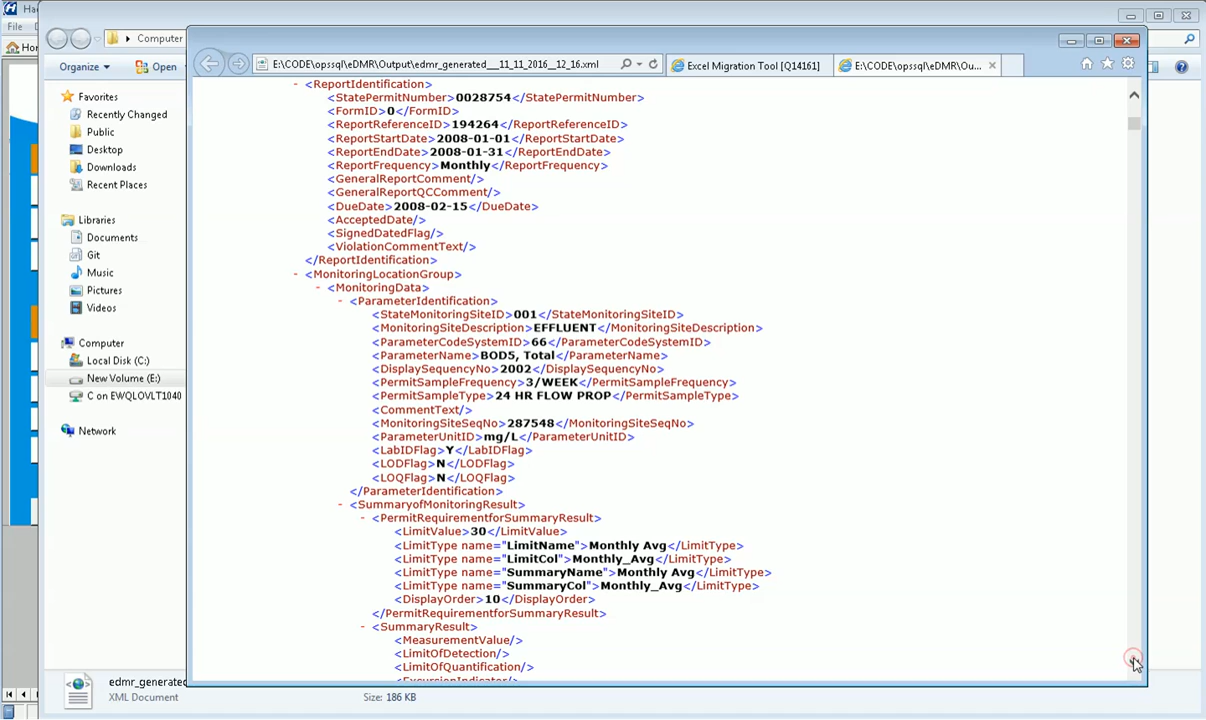 Ha
File
Hon
Computer
Organize
Open
Favorites
Recently Changed
Public
Desktop
Downloads
Recent Places
Libraries
Documents
Git
Music
Pictures
Videos
Computer
Local Disk (C:)
New Volume (E:)
C on EWQLOVLT1040
Network
edmr_generated
XML Document
Size: 186 KB
E:\CODE\opssql\eDMR\Output\edmr_generated__11_11_2016__12_16.xml
Excel Migration Tool [Q14161]
E:\CODE\opssql\eDMR\Ou...
- <ReportIdentification>
<StatePermitNumber>0028754</StatePermitNumber>
<FormID>0</FormID>
<ReportReferenceID>194264</ReportReferenceID>
<ReportStartDate>2008-01-01</ReportStartDate>
<ReportEndDate>2008-01-31</ReportEndDate>
<ReportFrequency>Monthly</ReportFrequency>
<GeneralReportComment/>
<GeneralReportQCComment/>
<DueDate>2008-02-15</DueDate>
<AcceptedDate/>
<SignedDatedFlag/>
<ViolationCommentText/>
</ReportIdentification>
- <MonitoringLocationGroup>
- <MonitoringData>
- <ParameterIdentification>
<StateMonitoringSiteID>001</StateMonitoringSiteID>
<MonitoringSiteDescription>EFFLUENT</MonitoringSiteDescription>
<ParameterCodeSystemID>66</ParameterCodeSystemID>
<ParameterName>BOD5, Total</ParameterName>
<DisplaySequencyNo>2002</DisplaySequencyNo>
<PermitSampleFrequency>3/WEEK</PermitSampleFrequency>
<PermitSampleType>24 HR FLOW PROP</PermitSampleType>
<CommentText/>
<MonitoringSiteSeqNo>287548</MonitoringSiteSeqNo>
<ParameterUnitID>mg/L</ParameterUnitID>
<LabIDFlag>Y</LabIDFlag>
<LODFlag>N</LODFlag>
<LOQFlag>N</LOQFlag>
</ParameterIdentification>
- <SummaryofMonitoringResult>
- <PermitRequirementforSummaryResult>
<LimitValue>30</LimitValue>
<LimitType name="LimitName">Monthly Avg</LimitType>
<LimitType name="LimitCol">Monthly_Avg</LimitType>
<LimitType name="SummaryName">Monthly Avg</LimitType>
<LimitType name="SummaryCol">Monthly_Avg</LimitType>
<DisplayOrder>10</DisplayOrder>
</PermitRequirementforSummaryResult>
- <SummaryResult>
<MeasurementValue/>
<LimitOfDetection/>
<LimitOfQuantification/>
<ExcursionIndicator/>